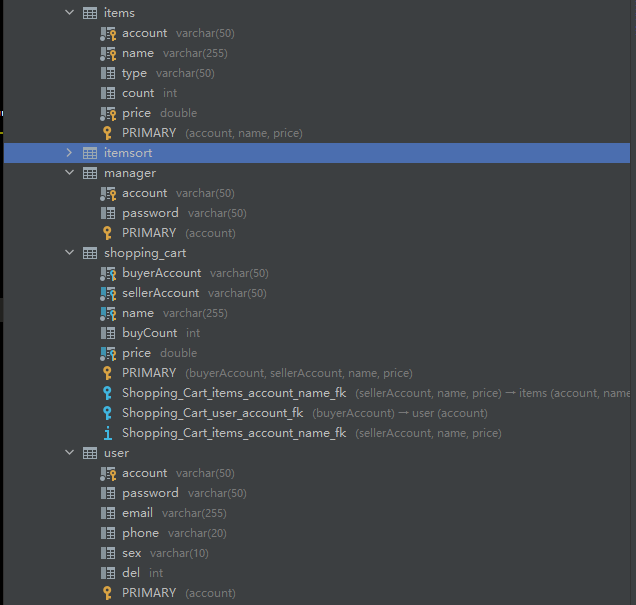 items
account varchar(50)
name varchar(255)
type varchar(50)
count int
price double
PRIMARY (account, name, price)
itemsort
manager
account varchar(50)
password varchar(50)
PRIMARY (account)
shopping_cart
buyerAccount varchar(50)
sellerAccount varchar(50)
name varchar(255)
buyCount int
price double
PRIMARY (buyerAccount, sellerAccount, name, price)
Shopping_Cart_items_account_name_fk (sellerAccount, name, price) → items (account, name
Shopping_Cart_user_account_fk (buyerAccount) → user (account)
Shopping_Cart_items_account_name_fk (sellerAccount, name, price)
user
account varchar(50)
password varchar(50)
email varchar(255)
phone varchar(20)
sex varchar(10)
del int
PRIMARY (account)